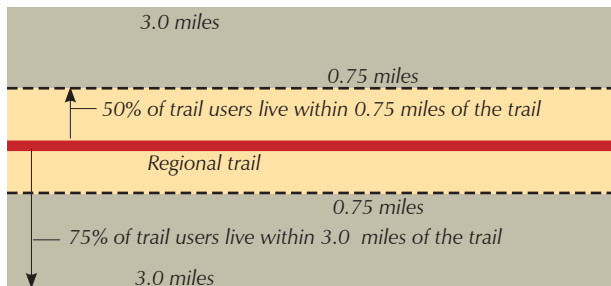 3.0 miles
0.75 miles
50% of trail users live within 0.75 miles of the trail
Regional trail
0.75 miles
75% of trail users live within 3.0 miles of the trail
3.0 miles